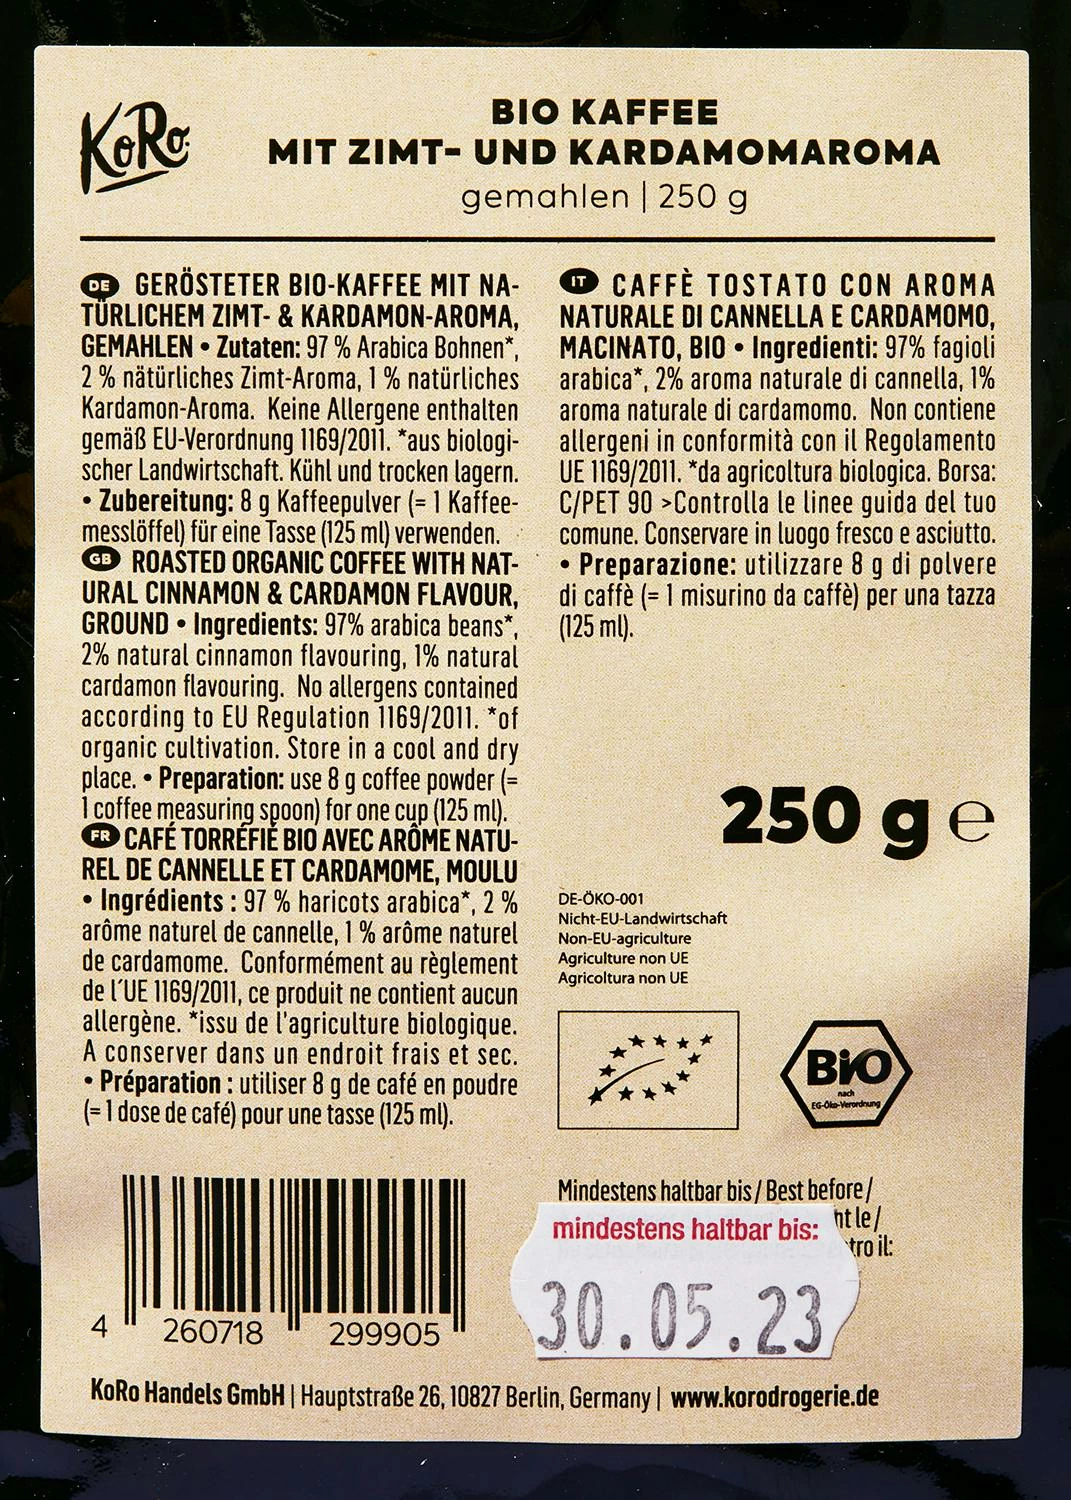 KoRo
BIO KAFFEE
MIT ZIMT- UND KARDAMOMAROMA
gemahlen | 250 g
DE GERÖSTETER BIO-KAFFEE MIT NA-
TÜRLICHEM ZIMT- & KARDAMON-AROMA,
GEMAHLEN • Zutaten: 97 % Arabica Bohnen*,
2 % nätürliches Zimt-Aroma, 1 % natürliches
Kardamon-Aroma. Keine Allergene enthalten
gemäß EU-Verordnung 1169/2011. *aus biologi-
scher Landwirtschaft. Kühl und trocken lagern.
• Zubereitung: 8 g Kaffeepulver (= 1 Kaffee-
messlöffel) für eine Tasse (125 ml) verwenden.
GB ROASTED ORGANIC COFFEE WITH NAT-
URAL CINNAMON & CARDAMON FLAVOUR,
GROUND • Ingredients: 97% arabica beans*,
2% natural cinnamon flavouring, 1% natural
cardamon flavouring. No allergens contained
according to EU Regulation 1169/2011. *of
organic cultivation. Store in a cool and dry
place. • Preparation: use 8 g coffee powder (=
1 coffee measuring spoon) for one cup (125 ml).
FR CAFÉ TORRÉFIÉ BIO AVEC ARÔME NATU-
REL DE CANNELLE ET CARDAMOME, MOULU
• Ingrédients : 97 % haricots arabica*, 2 %
arôme naturel de cannelle, 1 % arôme naturel
de cardamome. Conformément au règlement
de l´UE 1169/2011, ce produit ne contient aucun
allergène. *issu de l'agriculture biologique.
A conserver dans un endroit frais et sec.
• Préparation : utiliser 8 g de café en poudre
(= 1 dose de café) pour une tasse (125 ml).
IT CAFFÈ TOSTATO CON AROMA
NATURALE DI CANNELLA E CARDAMOMO,
MACINATO, BIO • Ingredienti: 97% fagioli
arabica*, 2% aroma naturale di cannella, 1%
aroma naturale di cardamomo. Non contiene
allergeni in conformità con il Regolamento
UE 1169/2011. *da agricoltura biologica. Borsa:
C/PET 90 >Controlla le linee guida del tuo
comune. Conservare in luogo fresco e asciutto.
• Preparazione: utilizzare 8 g di polvere
di caffè (= 1 misurino da caffè) per una tazza
(125 ml).
250 g ℮
DE-ÖKO-001
Nicht-EU-Landwirtschaft
Non-EU-agriculture
Agriculture non UE
Agricoltura non UE
BiO
nach
EG-Öko-Verordnung
Mindestens haltbar bis / Best before /
nt le /
tro il:
mindestens haltbar bis:
30.05.23
4 260718 299905
KoRo Handels GmbH | Hauptstraße 26, 10827 Berlin, Germany | www.korodrogerie.de